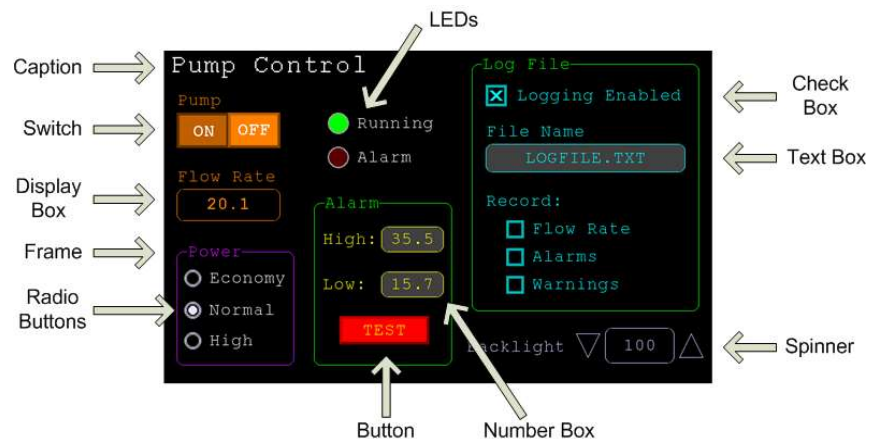 LEDs
Caption
Pump Control
Log File
Logging Enabled
Check
Box
Pump
Switch
ON OFF
Running
Alarm
File Name
LOGFILE.TXT
Text Box
Display
Box
Flow Rate
20.1
Record:
Flow Rate
Alarms
Warnings
Alarm
High: 35.5
Low: 15.7
TEST
Frame
Power
Economy
Normal
High
Radio
Buttons
Backlight 100
Spinner
Button
Number Box